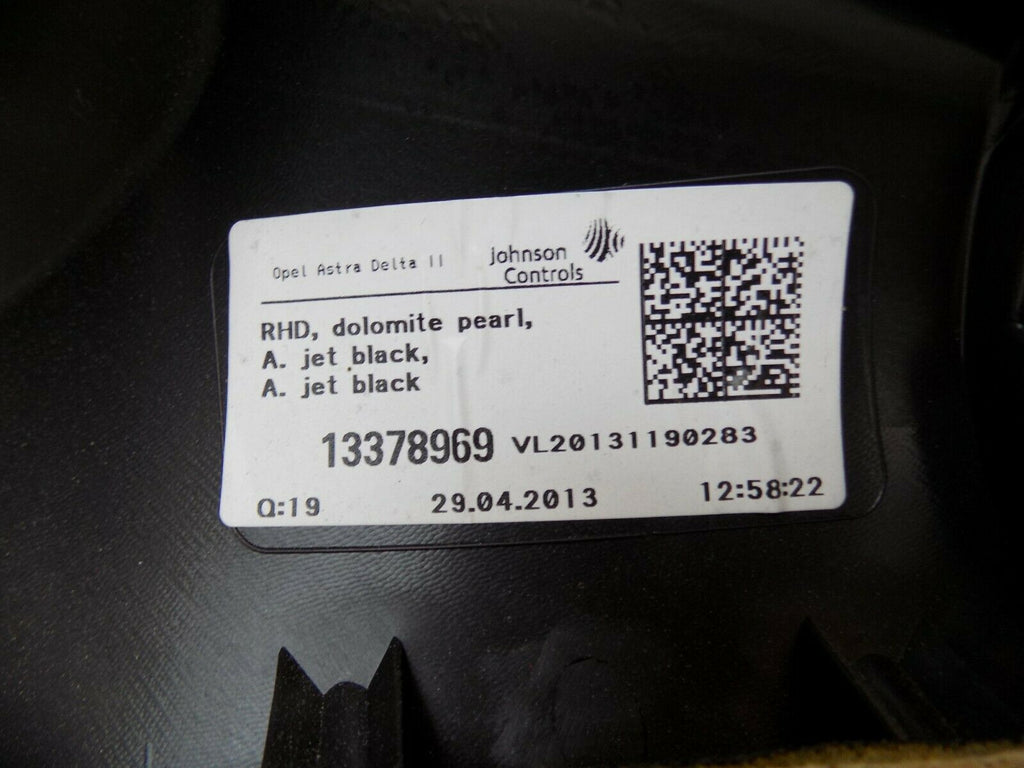 Opel Astra Delta II
Johnson
Controls
RHD, dolomite pearl,
A. jet black,
A. jet black
13378969 VL20131190283
Q:19 29.04.2013 12:58:22